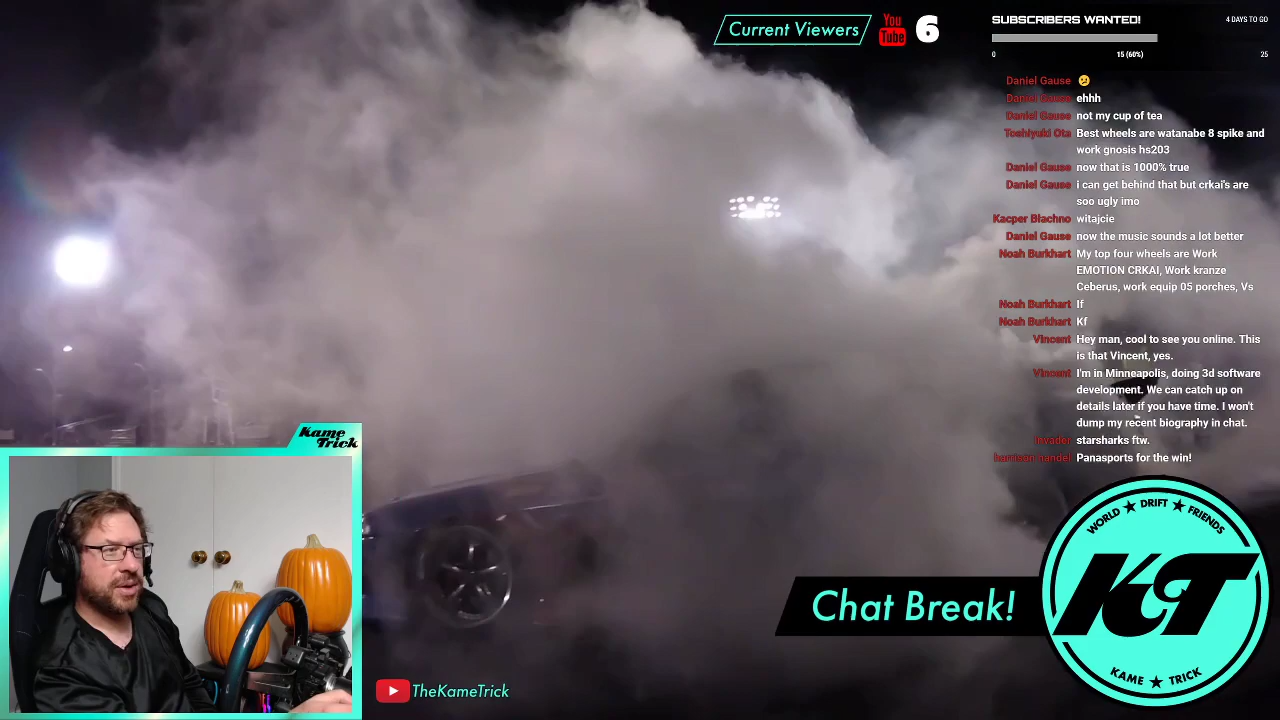 Current Viewers
You Tube
6
SUBSCRIBERS WANTED!
4 DAYS TO GO
0
15 (60%)
25
Daniel Gause
Daniel Gause ehhh
Daniel Gause not my cup of tea
Toshiyuki Ota Best wheels are watanabe 8 spike and
work gnosis hs203
Daniel Gause now that is 1000% true
Daniel Gause i can get behind that but crkai's are
soo ugly imo
Kacper Błachno witajcie
Daniel Gause now the music sounds a lot better
Noah Burkhart My top four wheels are Work
EMOTION CRKAI, Work kranze
Ceberus, work equip 05 porches, Vs
Noah Burkhart If
Noah Burkhart Kf
Vincent Hey man, cool to see you online. This
is that Vincent, yes.
Vincent I'm in Minneapolis, doing 3d software
development. We can catch up on
details later if you have time. I won't
dump my recent biography in chat.
Invader starsharks ftw.
harrison nandel Panasports for the win!
Kame
Trick
Chat Break!
WORLD ★ DRIFT ★ FRIENDS
KT
KAME ★ TRICK
TheKameTrick